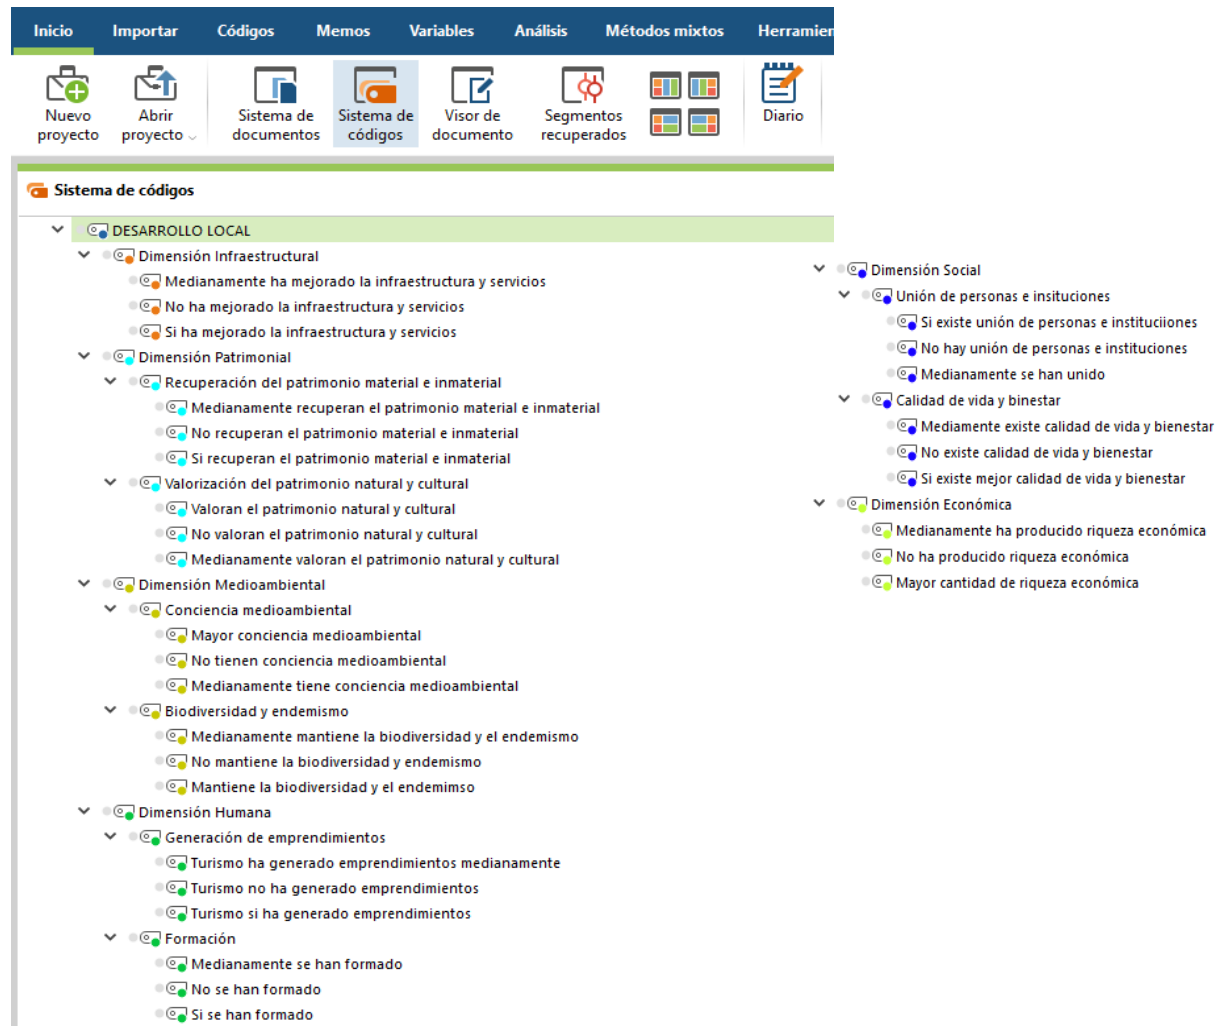 Inicio Importar Códigos Memos Variables Análisis Métodos mixtos Herramien
Nuevo proyecto
Abrir proyecto
Sistema de documentos
Sistema de códigos
Visor de documento
Segmentos recuperados
Diario
Sistema de códigos
DESARROLLO LOCAL
Dimensión Infraestructural
Medianamente ha mejorado la infraestructura y servicios
No ha mejorado la infraestructura y servicios
Si ha mejorado la infraestructura y servicios
Dimensión Patrimonial
Recuperación del patrimonio material e inmaterial
Medianamente recuperan el patrimonio material e inmaterial
No recuperan el patrimonio material e inmaterial
Si recuperan el patrimonio material e inmaterial
Valorización del patrimonio natural y cultural
Valoran el patrimonio natural y cultural
No valoran el patrimonio natural y cultural
Medianamente valoran el patrimonio natural y cultural
Dimensión Medioambiental
Conciencia medioambiental
Mayor conciencia medioambiental
No tienen conciencia medioambiental
Medianamente tiene conciencia medioambiental
Biodiversidad y endemismo
Medianamente mantiene la biodiversidad y el endemismo
No mantiene la biodiversidad y endemismo
Mantiene la biodiversidad y el endemimso
Dimensión Humana
Generación de emprendimientos
Turismo ha generado emprendimientos medianamente
Turismo no ha generado emprendimientos
Turismo si ha generado emprendimientos
Formación
Medianamente se han formado
No se han formado
Si se han formado
Dimensión Social
Unión de personas e insituciones
Si existe unión de personas e instituciiones
No hay unión de personas e instituciones
Medianamente se han unido
Calidad de vida y binestar
Mediamente existe calidad de vida y bienestar
No existe calidad de vida y bienestar
Si existe mejor calidad de vida y bienestar
Dimensión Económica
Medianamente ha producido riqueza económica
No ha producido riqueza económica
Mayor cantidad de riqueza económica